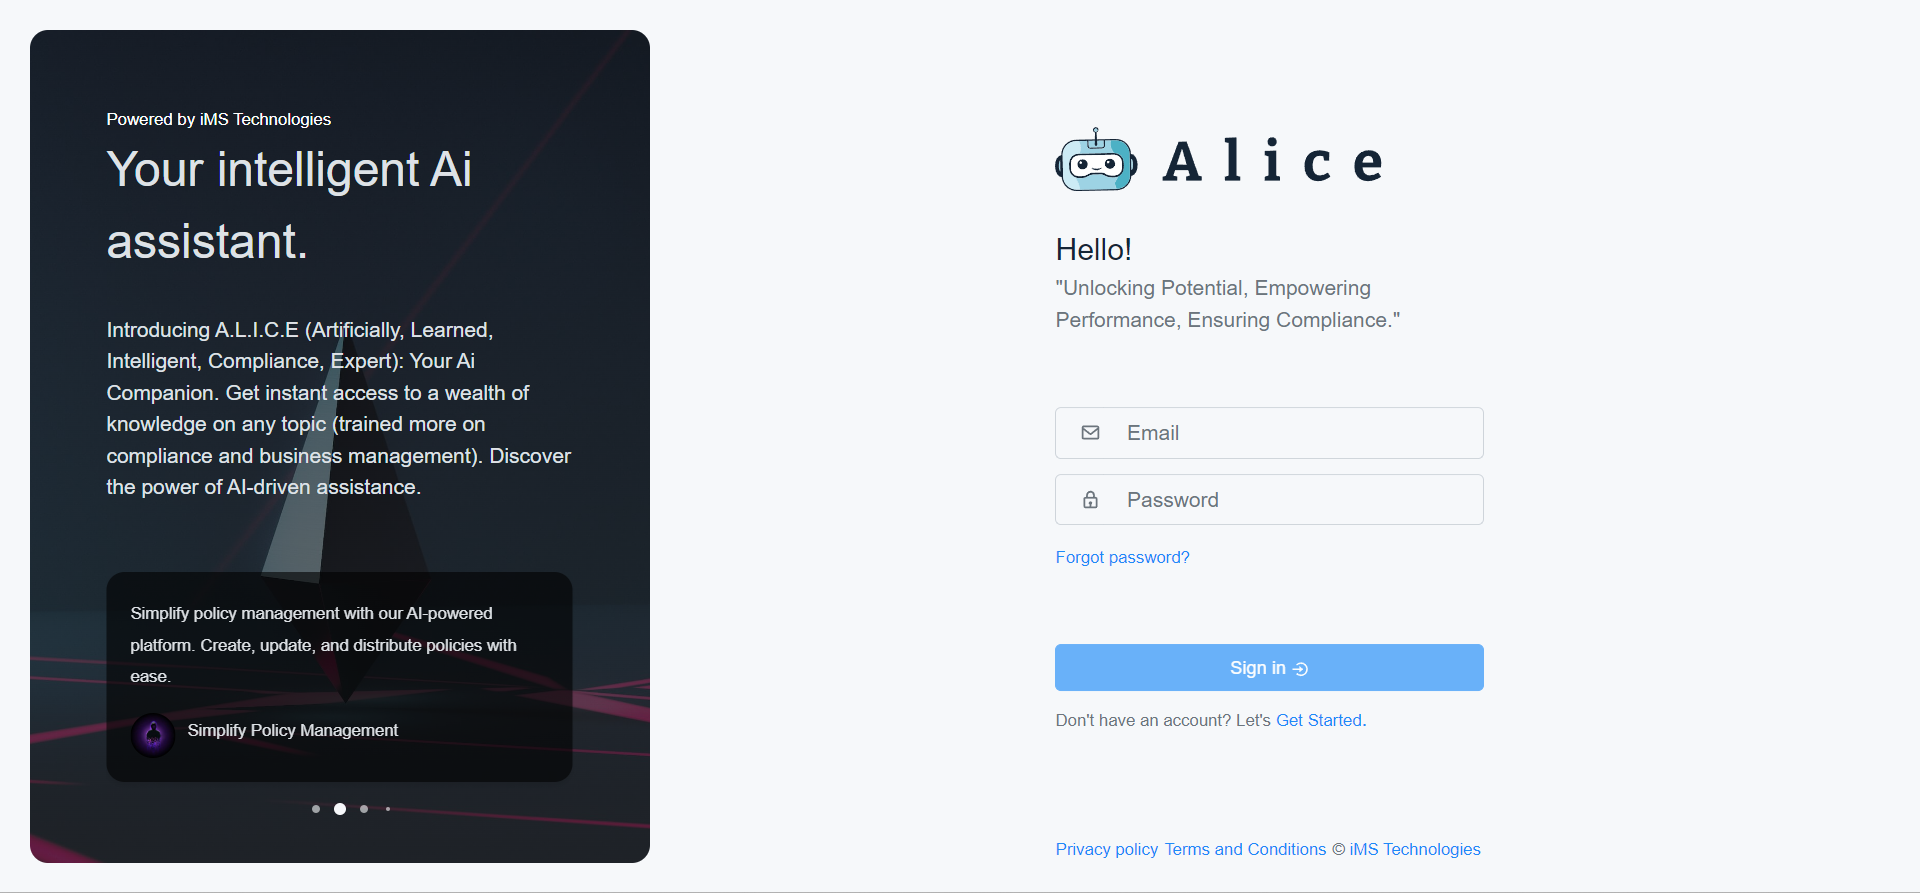 Powered by iMS Technologies
Your intelligent Ai
assistant.
Introducing A.L.I.C.E (Artificially, Learned,
Intelligent, Compliance, Expert): Your Ai
Companion. Get instant access to a wealth of
knowledge on any topic (trained more on
compliance and business management). Discover
the power of AI-driven assistance.
Simplify policy management with our AI-powered
platform. Create, update, and distribute policies with
ease.
Simplify Policy Management
Alice
Hello!
"Unlocking Potential, Empowering
Performance, Ensuring Compliance."
Email
Password
Forgot password?
Sign in
Don't have an account? Let's Get Started.
Privacy policy Terms and Conditions © iMS Technologies